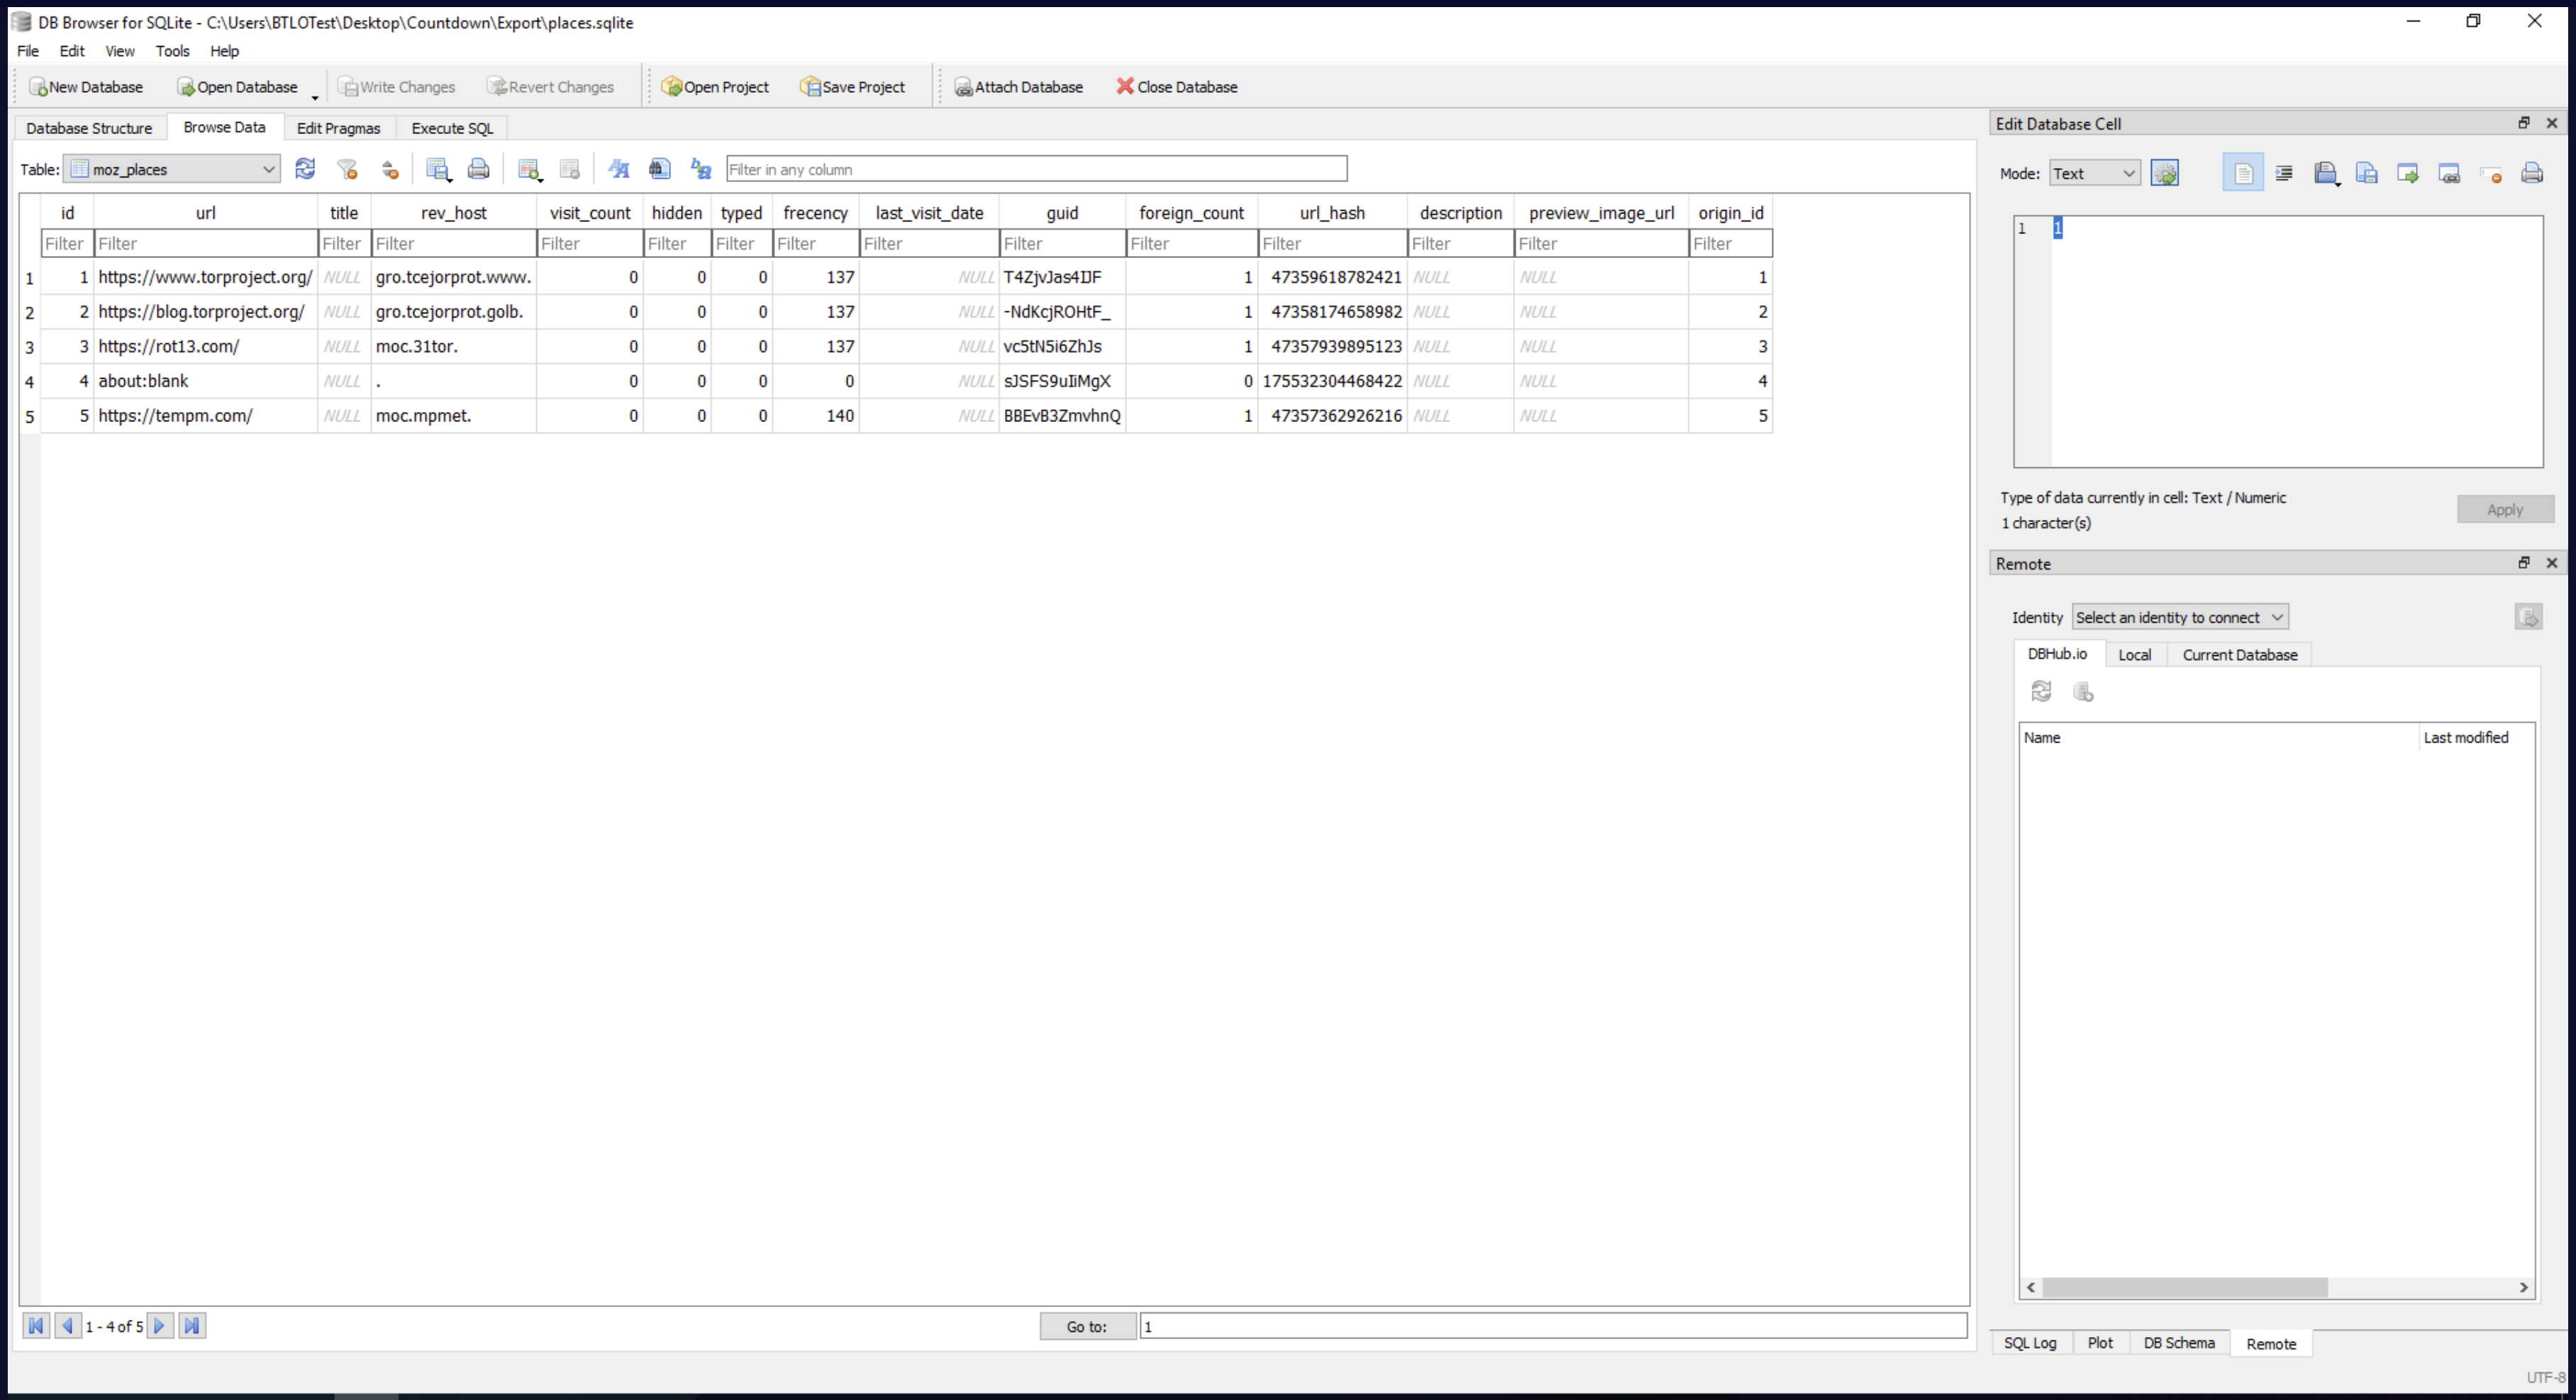 DB Browser for SQLite - C:\Users\BTLOTest\Desktop\Countdown\Export\places.sqlite
File Edit View Tools Help
New Database Open Database Write Changes Revert Changes Open Project Save Project Attach Database Close Database
Database Structure Browse Data Edit Pragmas Execute SQL
Table: moz_places Filter in any column
id url title rev_host visit_count hidden typed frecency last_visit_date guid foreign_count url_hash description preview_image_url origin_id
Filter Filter Filter Filter Filter Filter Filter Filter Filter Filter Filter Filter Filter Filter Filter
1 1 https://www.torproject.org/ NULL gro.tcejorprot.www. 0 0 0 137 NULL T4ZjvJas4IJF 1 47359618782421 NULL NULL 1
2 2 https://blog.torproject.org/ NULL gro.tcejorprot.golb. 0 0 0 137 NULL -NdKcjROHtF_ 1 47358174658982 NULL NULL 2
3 3 https://rot13.com/ NULL moc.31tor. 0 0 0 137 NULL vc5tN5i6ZhJs 1 47357939895123 NULL NULL 3
4 4 about:blank NULL . 0 0 0 0 NULL sJSFS9uIiMgX 0 175532304468422 NULL NULL 4
5 5 https://tempm.com/ NULL moc.mpmet. 0 0 0 140 NULL BBEvB3ZmvhnQ 1 47357362926216 NULL NULL 5
1 - 4 of 5 Go to: 1
Edit Database Cell
Mode: Text
1 1
Type of data currently in cell: Text / Numeric
1 character(s)
Apply
Remote
Identity Select an identity to connect
DBHub.io Local Current Database
Name Last modified
SQL Log Plot DB Schema Remote
UTF-8